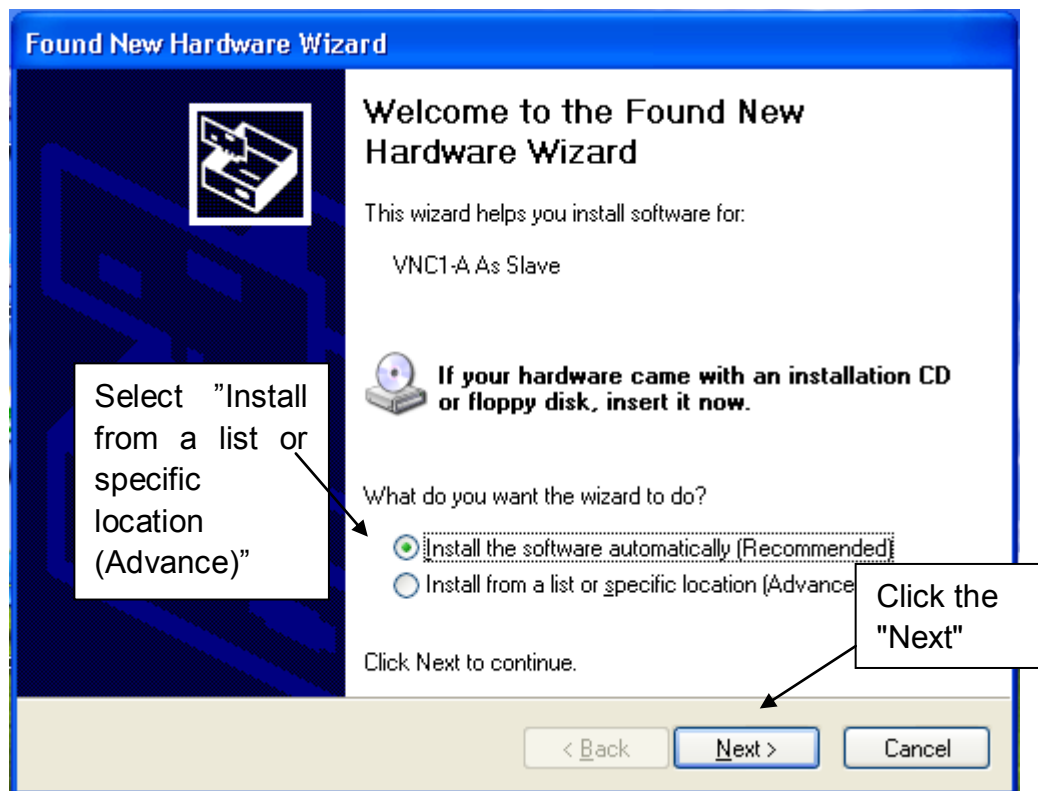 Found New Hardware Wizard
Welcome to the Found New
Hardware Wizard
This wizard helps you install software for:
VNC1-A As Slave
If your hardware came with an installation CD
or floppy disk, insert it now.
Select ”Install
from a list or
specific
location
(Advance)”
What do you want the wizard to do?
Install the software automatically (Recommended)
Install from a list or specific location (Advance
Click the
"Next"
Click Next to continue.
< Back
Next >
Cancel